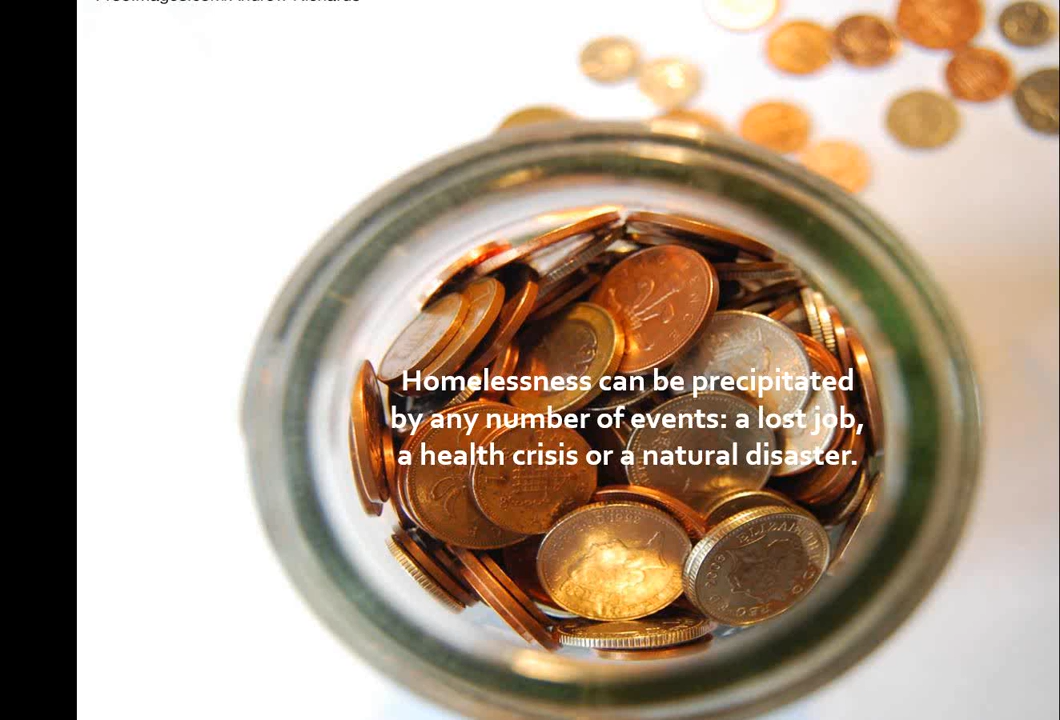 Homelessness can be precipitated
by any number of events: a lost job,
a health crisis or a natural disaster.